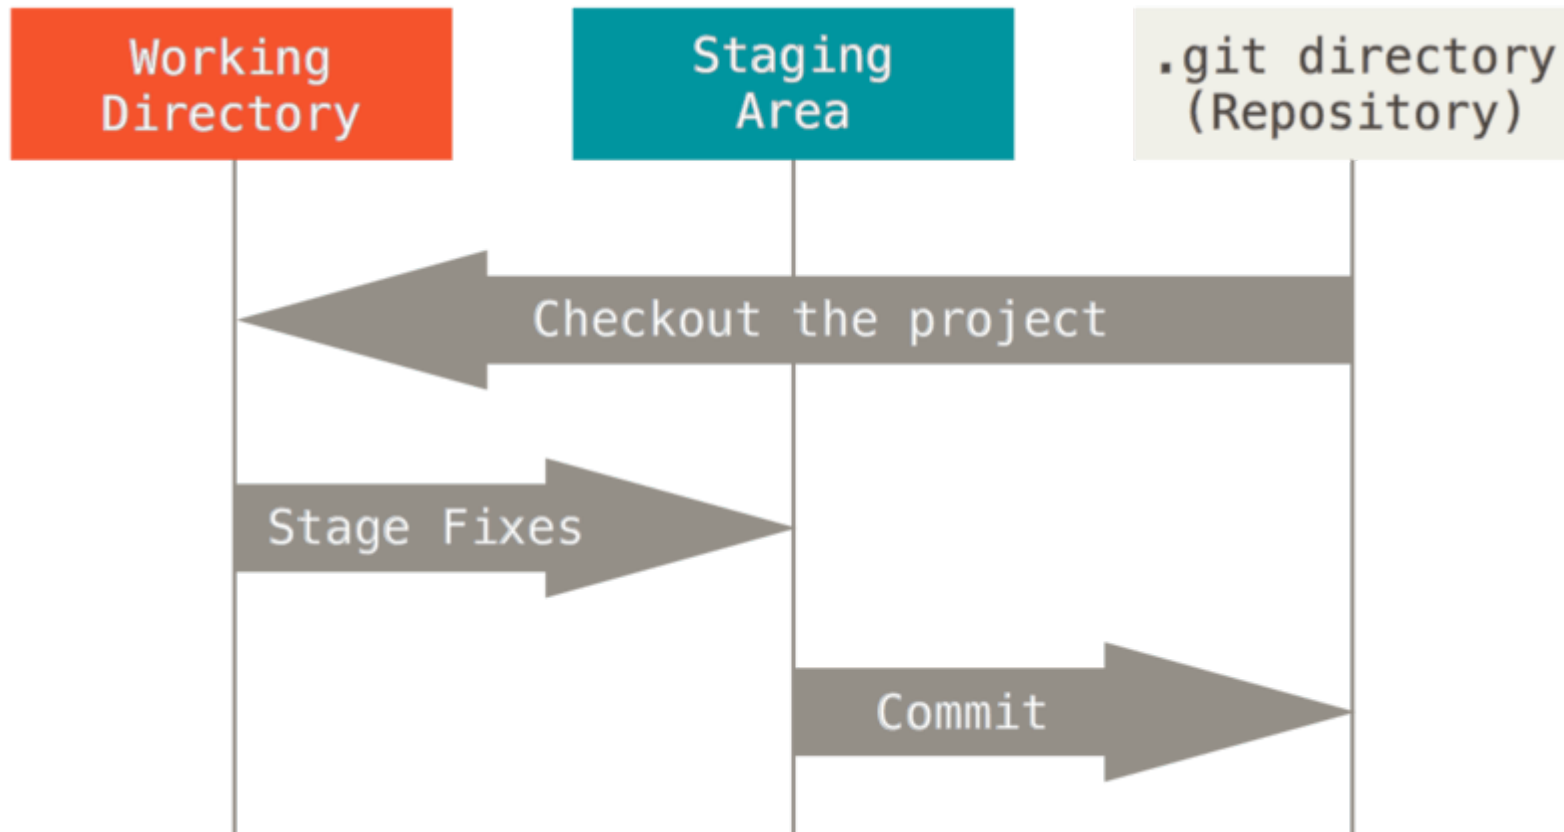 Working
Directory
Staging
Area
.git directory
(Repository)
Checkout the project
Stage Fixes
Commit